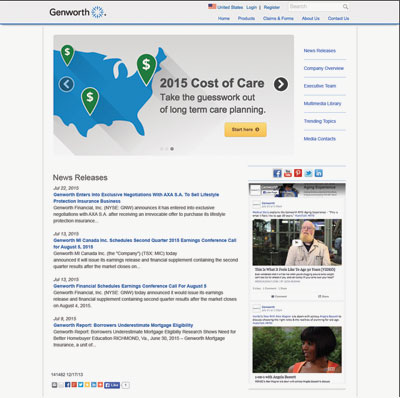 Genworth
United States Login | Register Search
Home Products Claims & Forms About Us Contact Us
$
$
$
2015 Cost of Care
Take the guesswork out
of long term care planning.
Start here
News Releases
Company Overview
Executive Team
Multimedia Library
Trending Topics
Media Contacts
News Releases
Jul 22, 2015
Genworth Enters Into Exclusive Negotiations With AXA S.A. To Sell Lifestyle
Protection Insurance Business
Genworth Financial, Inc. (NYSE: GNW) announces it has entered into exclusive
negotiations with AXA S.A. after receiving an irrevocable offer to purchase its lifestyle
protection insurance...
Jul 13, 2015
Genworth MI Canada Inc. Schedules Second Quarter 2015 Earnings Conference Call
for August 5, 2015
Genworth MI Canada Inc. (the "Company") (TSX: MIC) today
announced it will issue its earnings release and financial supplement containing the second
quarter results after the market closes on...
Jul 13, 2015
Genworth Financial Schedules Earnings Conference Call For August 5
Genworth Financial, Inc. (NYSE: GNW) today announced it would issue its earnings
release and financial supplement containing second quarter results after the market closes
on August 4, 2015.
Jul 9, 2015
Genworth Report: Borrowers Underestimate Mortgage Eligibility
Genworth Report: Borrowers Underestimate Mortgage Eligibility Research Shows Need for
Better Homebuyer Education RICHMOND, Va., June 30, 2015 -- Genworth Mortgage
Insurance, a unit of...
This Is What It Feels Like To Age 30 Years [VIDEO]
Genworth
1-on-1 with Angela Bassett
141482 12/17/12
Like